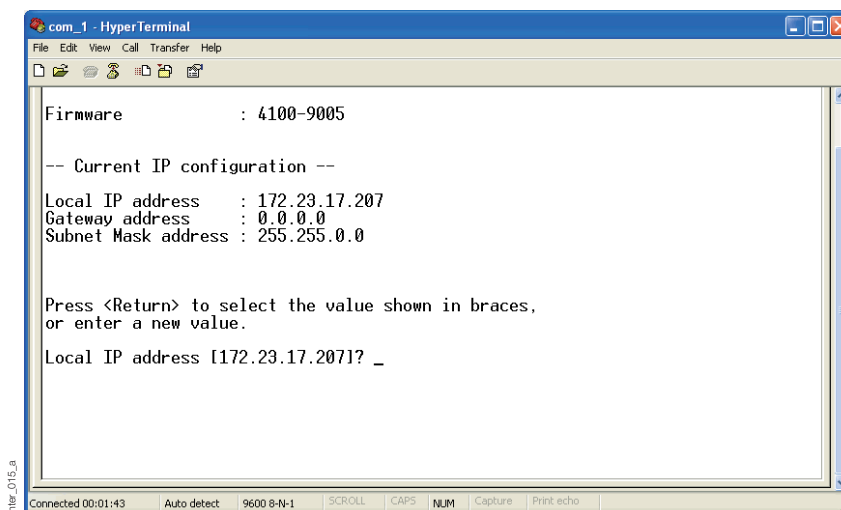 com_1 - HyperTerminal
File Edit View Call Transfer Help
Firmware : 4100-9005
-- Current IP configuration --
Local IP address : 172.23.17.207
Gateway address : 0.0.0.0
Subnet Mask address : 255.255.0.0
Press <Return> to select the value shown in braces,
or enter a new value.
Local IP address [172.23.17.207]? _
Connected 00:01:43 Auto detect 9600 8-N-1 SCROLL CAPS NUM Capture Print echo